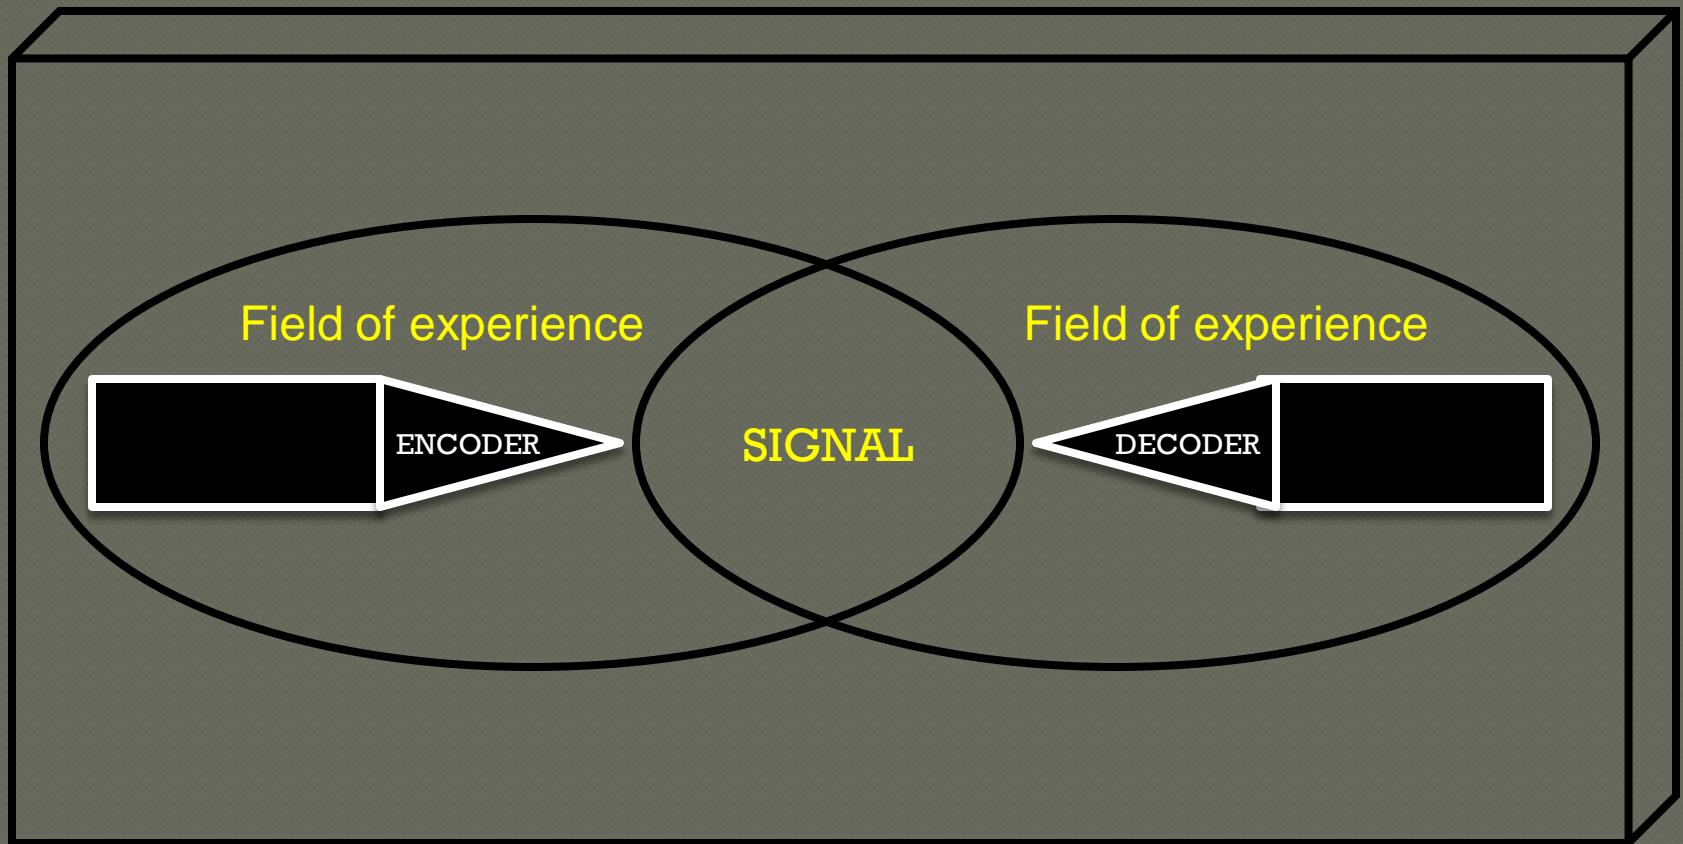 Field of experience
Field of experience
ENCODER
SIGNAL
DECODER